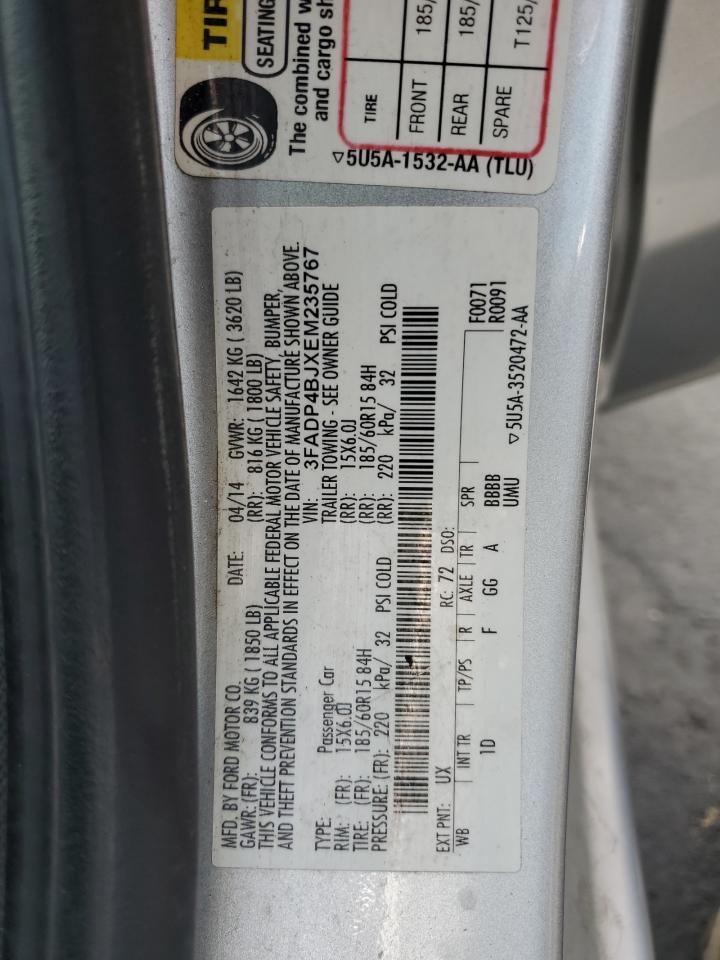 TIR
SEATING
The combined w
and cargo sh
TIRE
FRONT 185/
REAR 185/
SPARE T125/
▽5U5A-1532-AA (TLU)
MFD. BY FORD MOTOR CO. DATE: 04/14 GVWR: 1642 KG ( 3620 LB)
GAWR: (FR): 839 KG ( 1850 LB) (RR): 816 KG ( 1800 LB)
THIS VEHICLE CONFORMS TO ALL APPLICABLE FEDERAL MOTOR VEHICLE SAFETY, BUMPER,
AND THEFT PREVENTION STANDARDS IN EFFECT ON THE DATE OF MANUFACTURE SHOWN ABOVE.
VIN: 3FADP4BJXEM235767
TYPE: Passenger Car TRAILER TOWING - SEE OWNER GUIDE
RIM: (FR): 15X6.0J (RR): 15X6.0J
TIRE: (FR): 185/60R15 84H (RR): 185/60R15 84H
PRESSURE: (FR): 220 kPa/ 32 PSI COLD (RR): 220 kPa/ 32 PSI COLD
EXT PNT: UX RC: 72 DSO: F0071
WB INT TR TP/PS R AXLE TR SPR R0091
1D F GG A BBBB
UMU ▽5U5A-3520472-AA